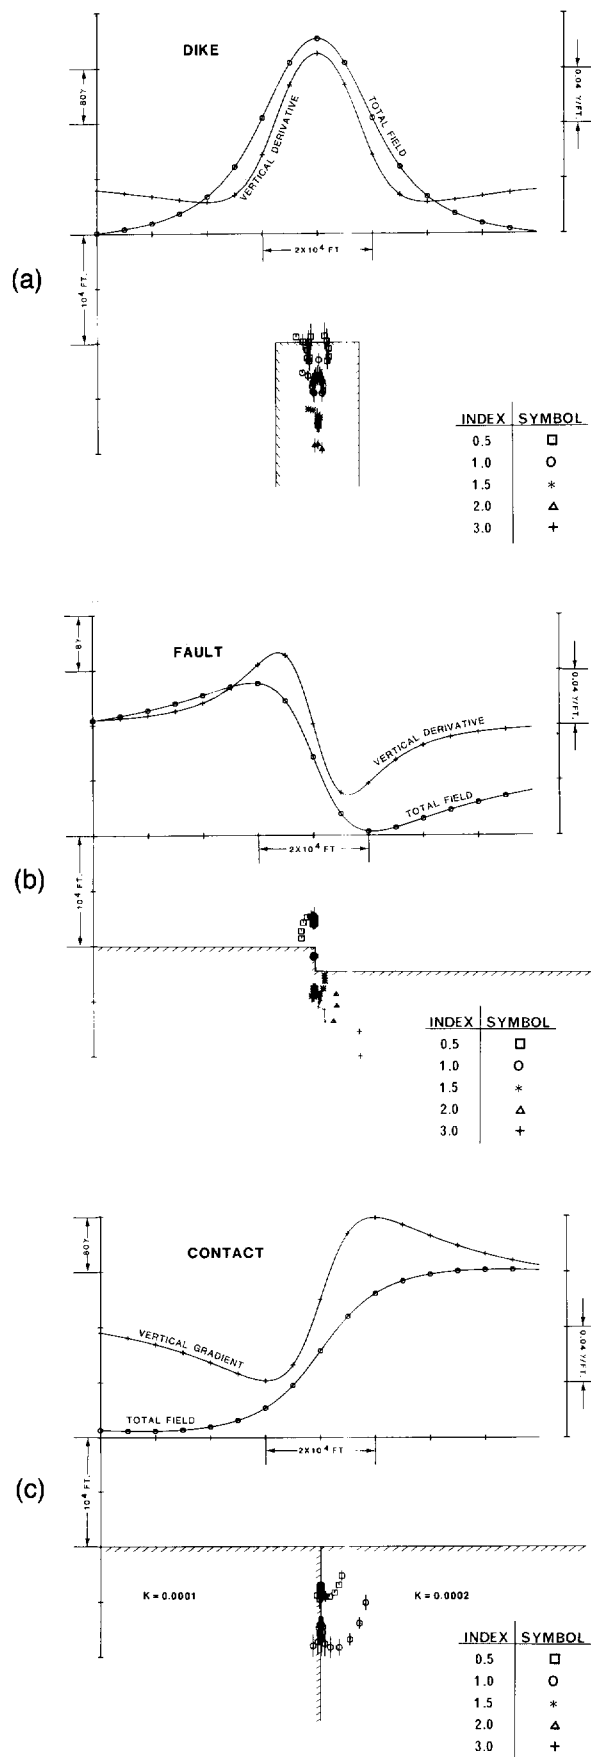 DIKE
80γ
0.04 γ/FT.
VERTICAL DERIVATIVE
TOTAL FIELD
2X10⁴ FT
10⁴ FT.
(a)
INDEX SYMBOL
0.5
1.0
1.5
2.0
3.0
FAULT
8γ
0.04 γ/FT.
VERTICAL DERIVATIVE
TOTAL FIELD
2X10⁴ FT
10⁴ FT.
(b)
INDEX SYMBOL
0.5
1.0
1.5
2.0
3.0
CONTACT
80γ
VERTICAL GRADIENT
0.04 γ/FT.
TOTAL FIELD
2X10⁴ FT
10⁴ FT.
(c)
K = 0.0001
K = 0.0002
INDEX SYMBOL
0.5
1.0
1.5
2.0
3.0